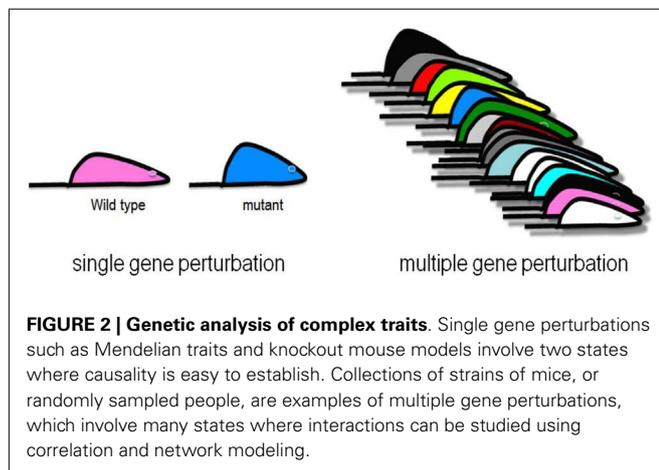 Wild type
mutant
single gene perturbation
multiple gene perturbation
FIGURE 2 | Genetic analysis of complex traits. Single gene perturbations
such as Mendelian traits and knockout mouse models involve two states
where causality is easy to establish. Collections of strains of mice, or
randomly sampled people, are examples of multiple gene perturbations,
which involve many states where interactions can be studied using
correlation and network modeling.